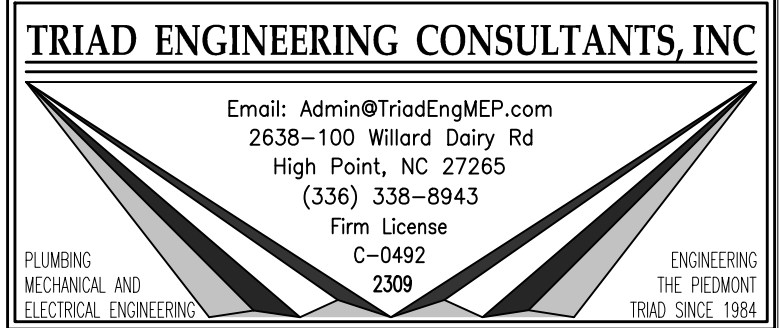 TRIAD ENGINEERING CONSULTANTS, INC
Email: Admin@TriadEngMEP.com
2638-100 Willard Dairy Rd
High Point, NC 27265
(336) 338-8943
Firm License
C-0492
2309
PLUMBING
MECHANICAL AND
ELECTRICAL ENGINEERING
ENGINEERING
THE PIEDMONT
TRIAD SINCE 1984